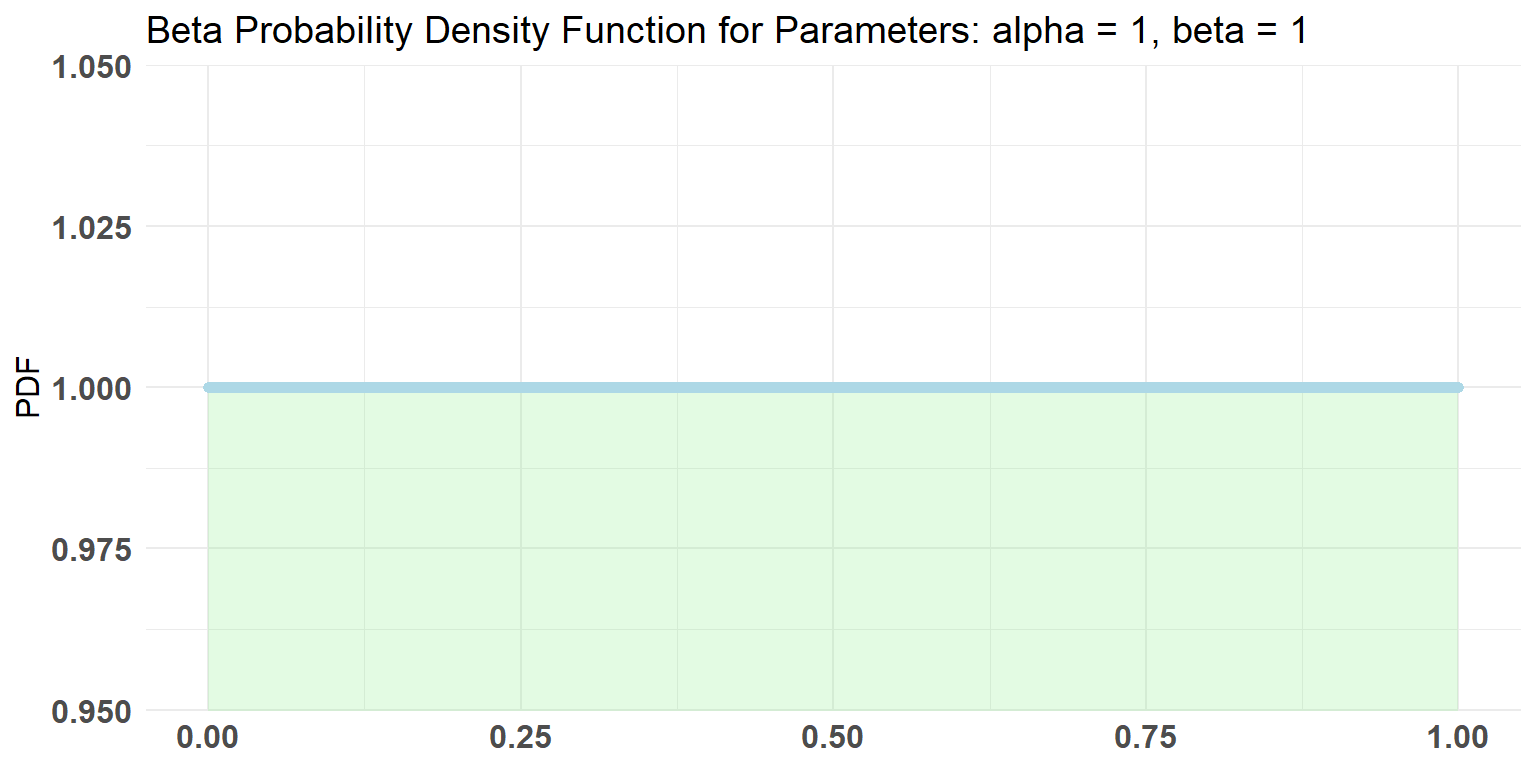 Beta Probability Density Function for Parameters: alpha = 1, beta = 1
1.050
1.025
PDF
1.000
0.975
0.950
0.00 0.25 0.50 0.75 1.00